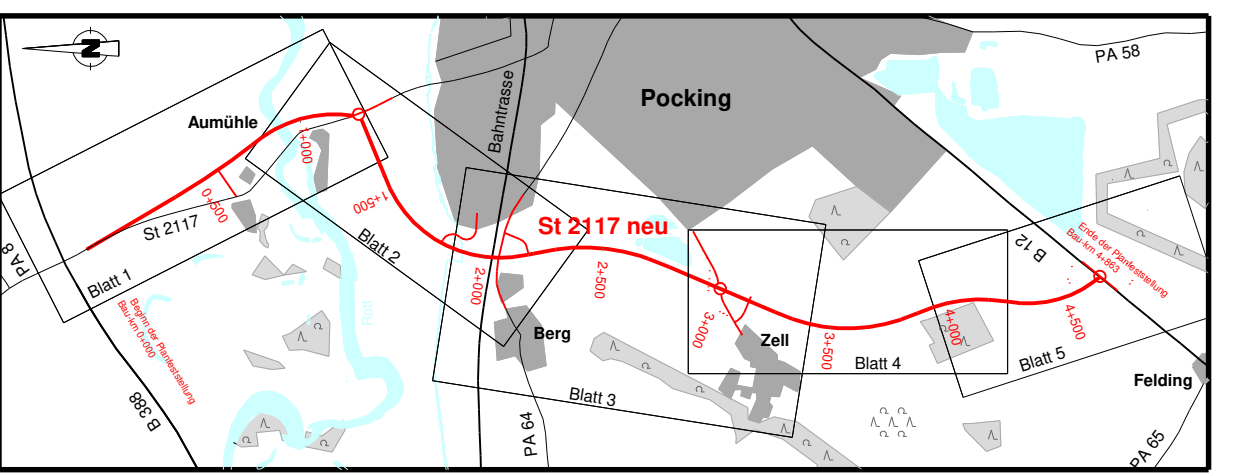 N
PA 58
Pocking
Bahntrasse
Aumühle
1+000
0+500
1+500
St 2117
St 2117 neu
PA 8
Blatt 1
Blatt 2
B 12
Ende der Planfeststellung
Bau-km 4+863
2+000
2+500
Beginn der Planfeststellung
Bau-km 0+000
Rott
Berg
3+000
Zell
3+500
4+000
4+500
Blatt 4
Blatt 5
Felding
Blatt 3
B 388
PA 64
PA 65